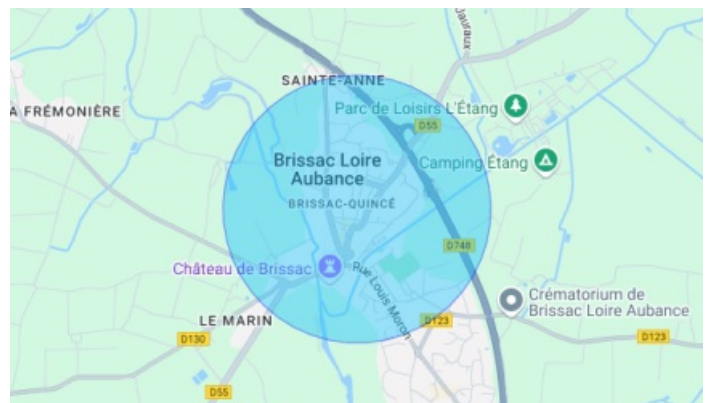 SAINTE-ANNE
A FRÉMONIÈRE
Parc de Loisirs L'Étang
D55
Brissac Loire
Aubance
Camping Étang
BRISSAC-QUINCÉ
D748
Château de Brissac
Rue Louis Moron
Crématorium de
Brissac Loire Aubance
LE MARIN
D123
D130
D123
D55